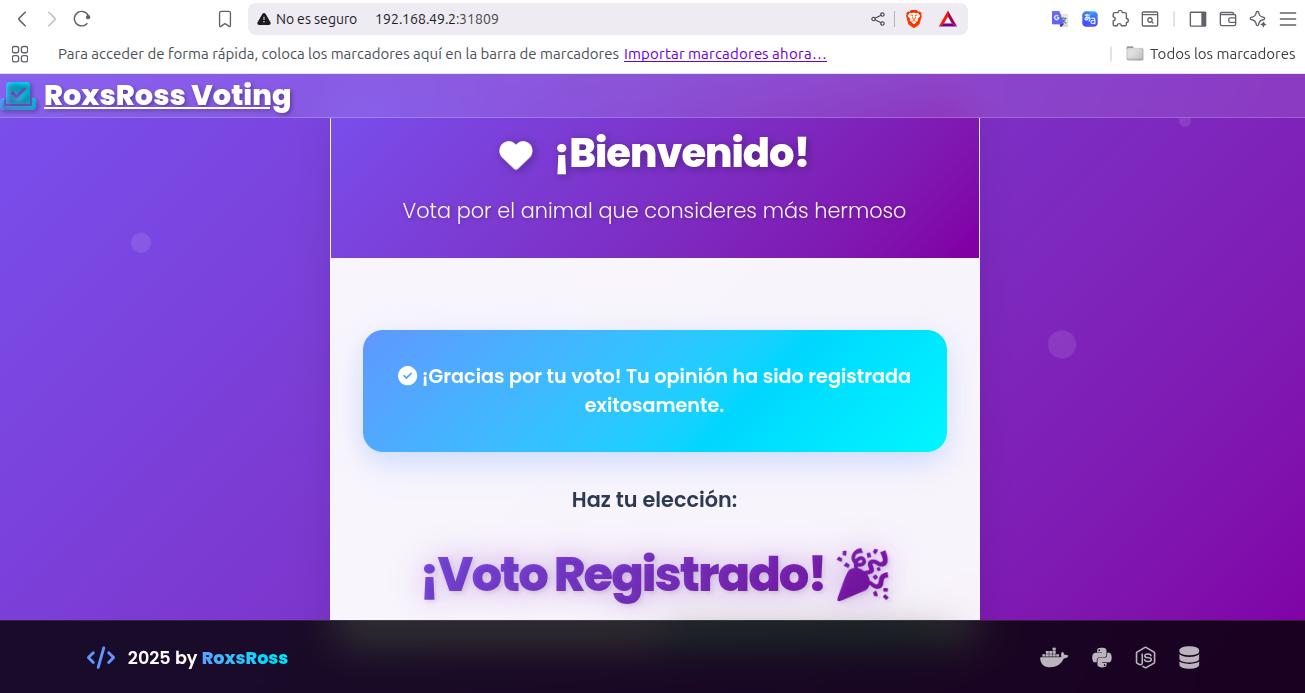 No es seguro 192.168.49.2:31809
Para acceder de forma rápida, coloca los marcadores aquí en la barra de marcadores Importar marcadores ahora… Todos los marcadores
RoxsRoss Voting
¡Bienvenido!
Vota por el animal que consideres más hermoso
¡Gracias por tu voto! Tu opinión ha sido registrada
exitosamente.
Haz tu elección:
¡Voto Registrado!
2025 by RoxsRoss